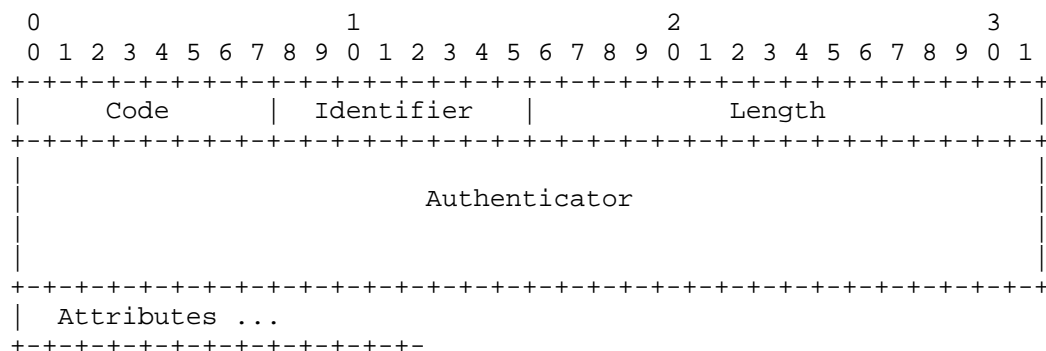 0                   1                   2                   3
 0 1 2 3 4 5 6 7 8 9 0 1 2 3 4 5 6 7 8 9 0 1 2 3 4 5 6 7 8 9 0 1
+-+-+-+-+-+-+-+-+-+-+-+-+-+-+-+-+-+-+-+-+-+-+-+-+-+-+-+-+-+-+-+-+
|     Code      |  Identifier   |            Length             |
+-+-+-+-+-+-+-+-+-+-+-+-+-+-+-+-+-+-+-+-+-+-+-+-+-+-+-+-+-+-+-+-+
|                                                               |
|                         Authenticator                         |
|                                                               |
|                                                               |
+-+-+-+-+-+-+-+-+-+-+-+-+-+-+-+-+-+-+-+-+-+-+-+-+-+-+-+-+-+-+-+-+
|  Attributes ...
+-+-+-+-+-+-+-+-+-+-+-+-+-